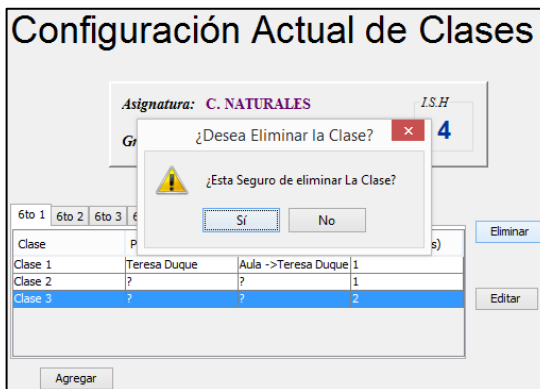 Configuración Actual de Clases
Asignatura: C. NATURALES
I.S.H
4
Gr
¿Desea Eliminar la Clase?
¿Esta Seguro de eliminar La Clase?
Sí No
6to 1 6to 2 6to 3 6
Clase P s)
Clase 1 Teresa Duque Aula ->Teresa Duque 1
Clase 2 ? ? 1
Clase 3 ? ? 2
Eliminar
Editar
Agregar